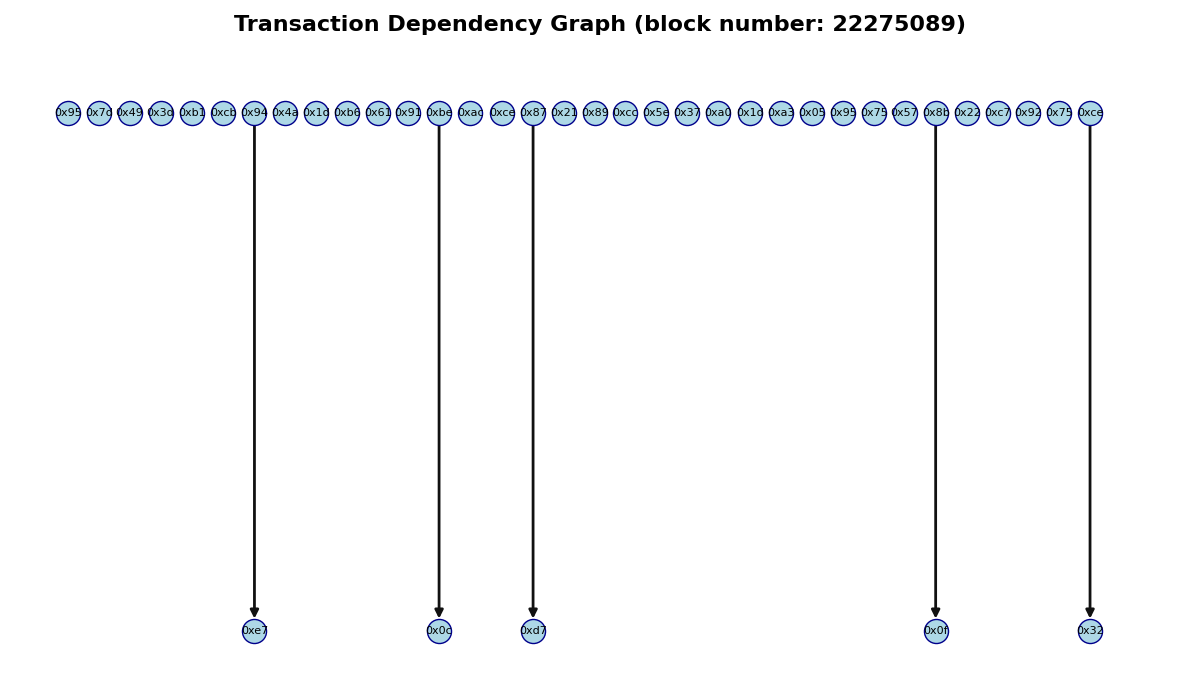 Transaction Dependency Graph (block number: 22275089)
0x95 0x7d 0x49 0x3d 0xb1 0xcb 0x94 0x4a 0x1d 0xb6 0x61 0x91 0xbe 0xac 0xce 0x87 0x21 0x89 0xcc 0x5e 0x37 0xa0 0x1d 0xa3 0x05 0x95 0x75 0x57 0x8b 0x22 0xc7 0x92 0x75 0xce
0xe7 0x0c 0xd7 0x0f 0x32